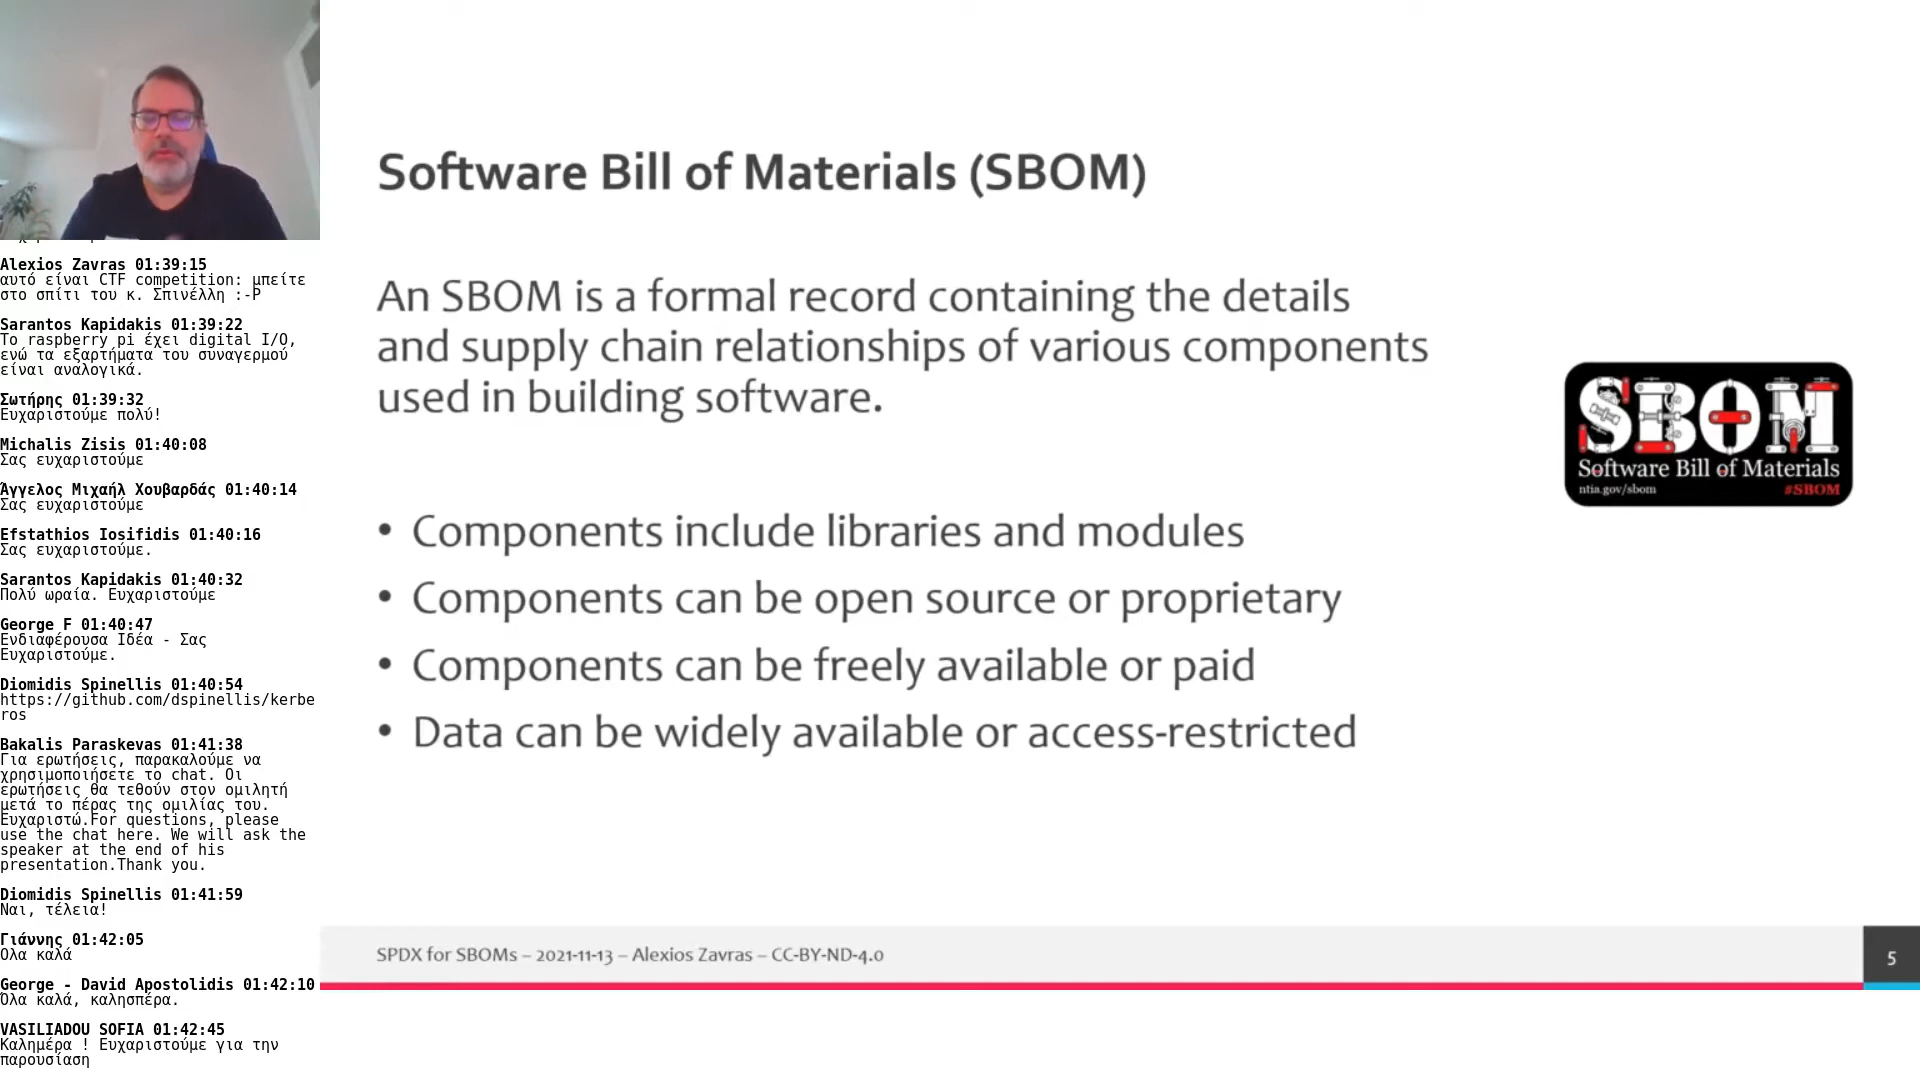 Alexios Zavras 01:39:15
αυτό είναι CTF competition: μπείτε
στο σπίτι του κ. Σπινέλλη :-P
Sarantos Kapidakis 01:39:22
Το raspberry pi έχει digital I/O,
ενώ τα εξαρτήματα του συναγερμού
είναι αναλογικά.
Σωτήρης 01:39:32
Ευχαριστούμε πολύ!
Michalis Zisis 01:40:08
Σας ευχαριστούμε
Άγγελος Μιχαήλ Χουβαρδάς 01:40:14
Σας ευχαριστούμε
Efstathios Iosifidis 01:40:16
Σας ευχαριστούμε.
Sarantos Kapidakis 01:40:32
Πολύ ωραία. Ευχαριστούμε
George F 01:40:47
Ενδιαφέρουσα Ιδέα - Σας
Ευχαριστούμε.
Diomidis Spinellis 01:40:54
https://github.com/dspinellis/kerbe
ros
Bakalis Paraskevas 01:41:38
Για ερωτήσεις, παρακαλούμε να
χρησιμοποιήσετε το chat. Οι
ερωτήσεις θα τεθούν στον ομιλητή
μετά το πέρας της ομιλίας του.
Ευχαριστώ.For questions, please
use the chat here. We will ask the
speaker at the end of his
presentation.Thank you.
Diomidis Spinellis 01:41:59
Ναι, τέλεια!
Γιάννης 01:42:05
Ολα καλά
George - David Apostolidis 01:42:10
Όλα καλά, καλησπέρα.
VASILIADOU SOFIA 01:42:45
Καλημέρα ! Ευχαριστούμε για την
παρουσίαση
Software Bill of Materials (SBOM)
An SBOM is a formal record containing the details
and supply chain relationships of various components
used in building software.
SBOM
Software Bill of Materials
ntia.gov/sbom #SBOM
• Components include libraries and modules
• Components can be open source or proprietary
• Components can be freely available or paid
• Data can be widely available or access-restricted
SPDX for SBOMs – 2021-11-13 – Alexios Zavras – CC-BY-ND-4.0
5